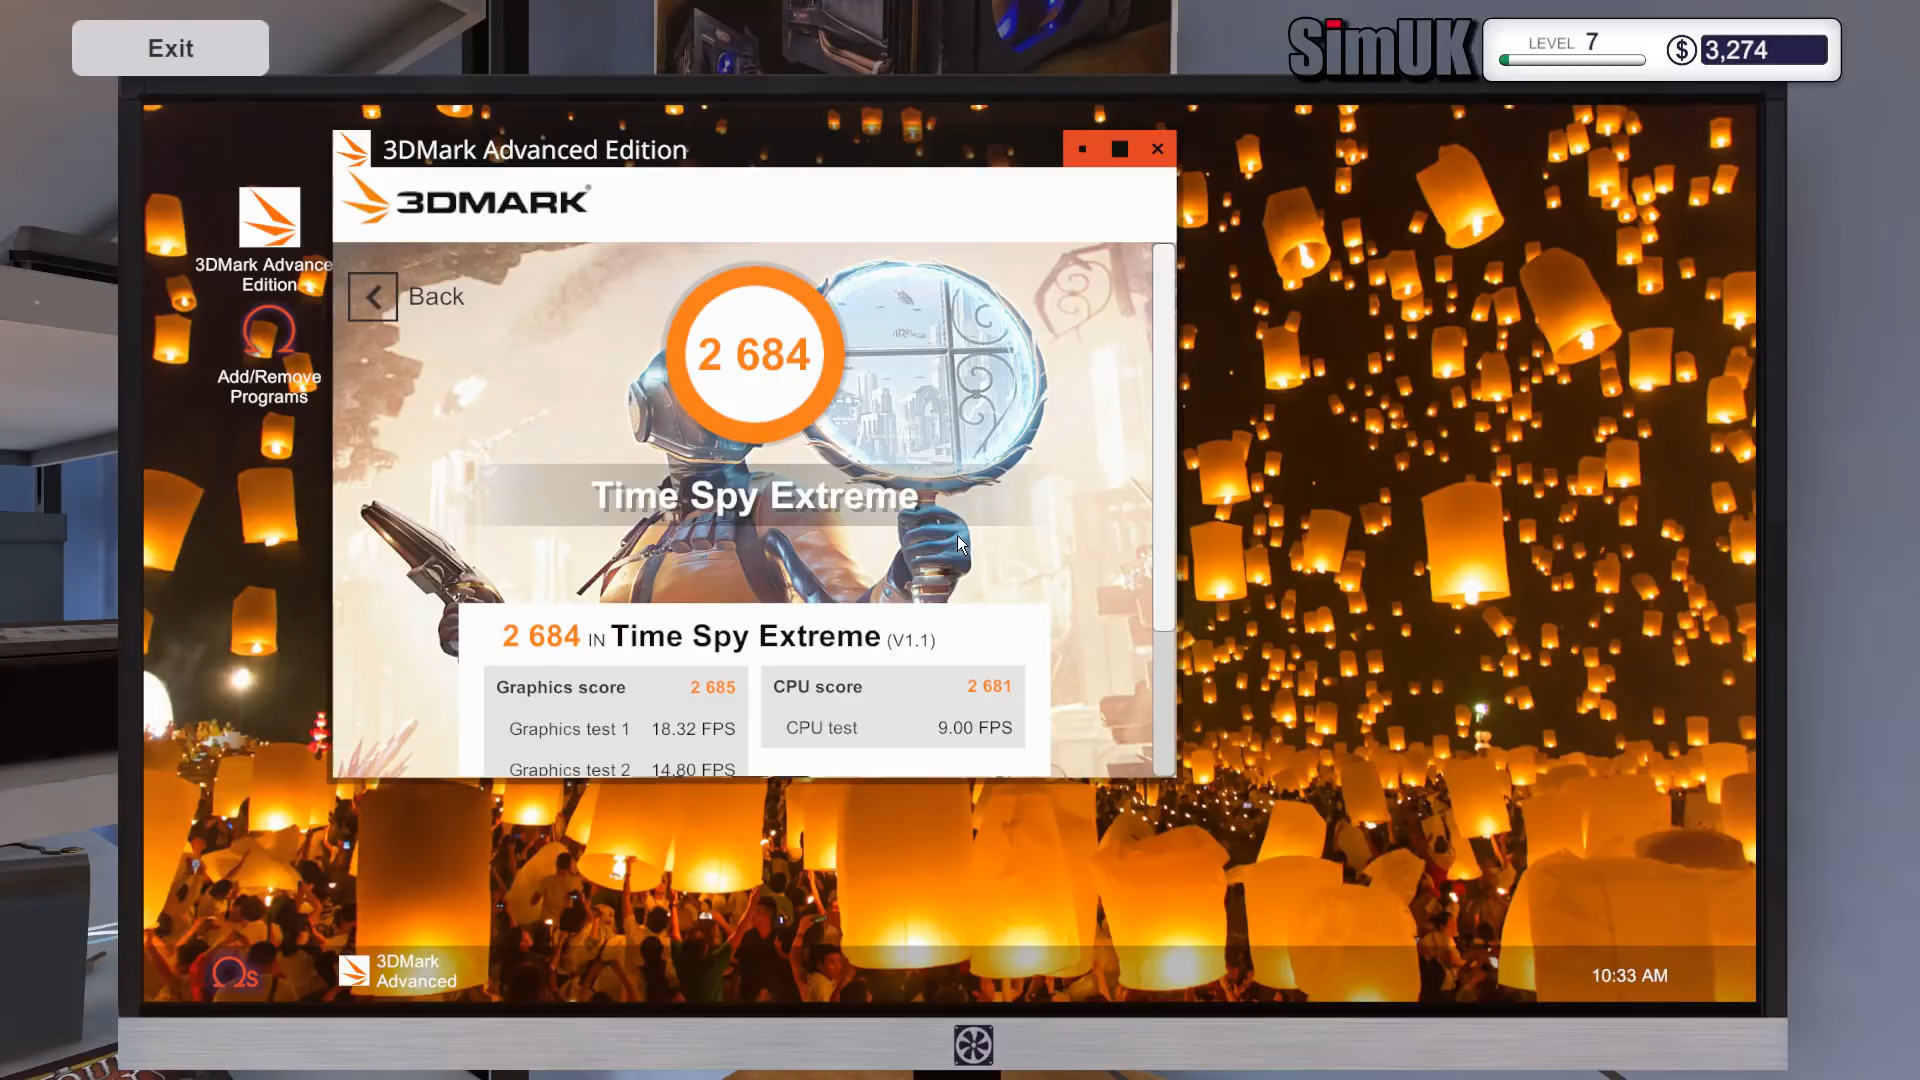 Exit
SimUK
LEVEL 7
$ 3,274
3DMark Advanced Edition
3DMARK
3DMark Advance
Edition
Back
2 684
Add/Remove
Programs
Time Spy Extreme
2 684 IN Time Spy Extreme (V1.1)
Graphics score 2 685
CPU score 2 681
Graphics test 1 18.32 FPS
CPU test 9.00 FPS
Graphics test 2 14.80 FPS
Ωs
3DMark
Advanced
10:33 AM